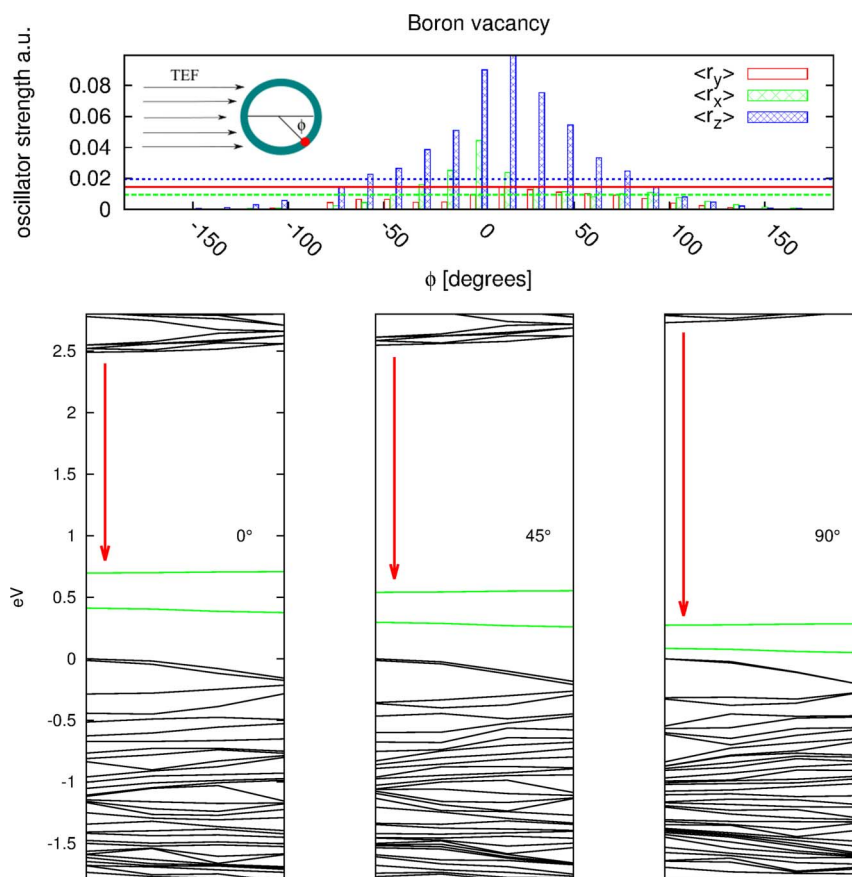 Boron vacancy
oscillator strength a.u.
0.08
0.06
0.04
0.02
0
TEF
ϕ
<r_y>
<r_x>
<r_z>
-150
-100
-50
0
50
100
150
ϕ [degrees]
eV
2.5
2
1.5
1
0.5
0
-0.5
-1
-1.5
0°
45°
90°